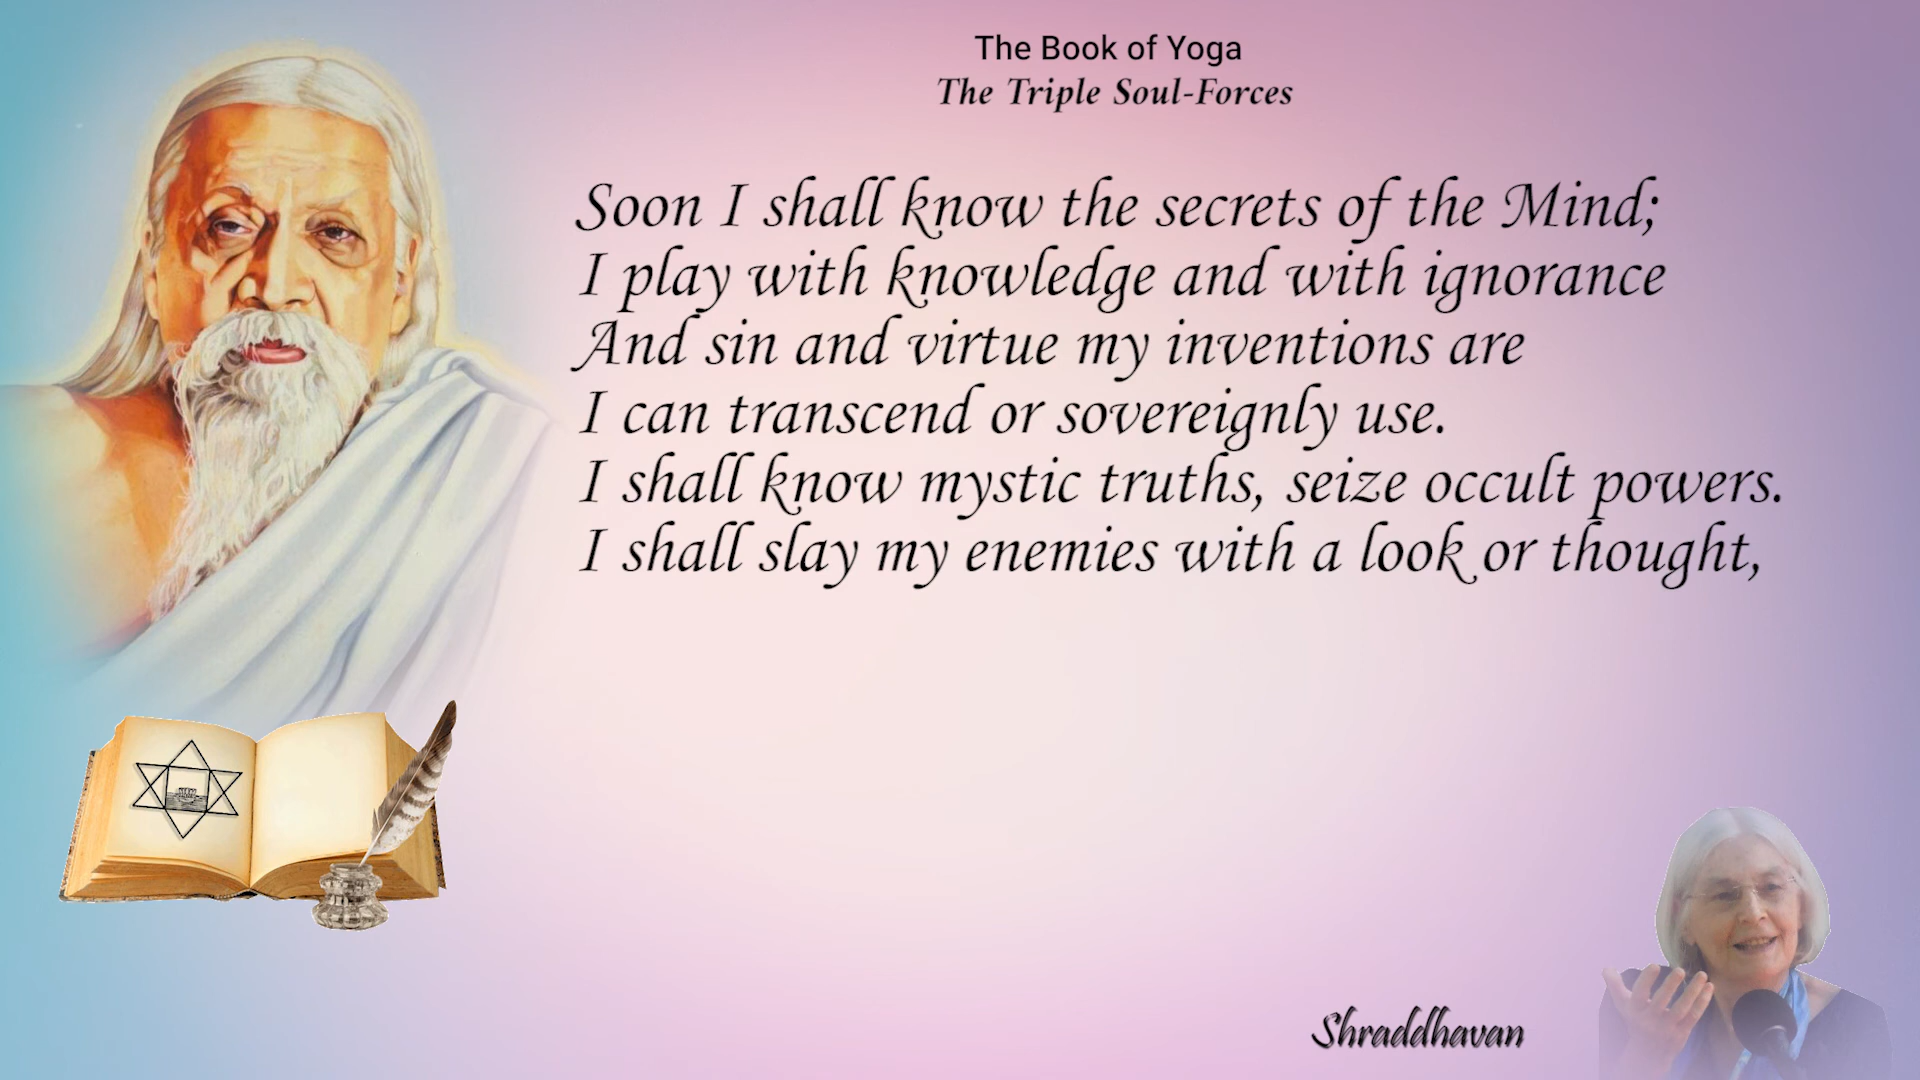 The Book of Yoga
The Triple Soul-Forces
Soon I shall know the secrets of the Mind;
I play with knowledge and with ignorance
And sin and virtue my inventions are
I can transcend or sovereignly use.
I shall know mystic truths, seize occult powers.
I shall slay my enemies with a look or thought,
Shraddhavan